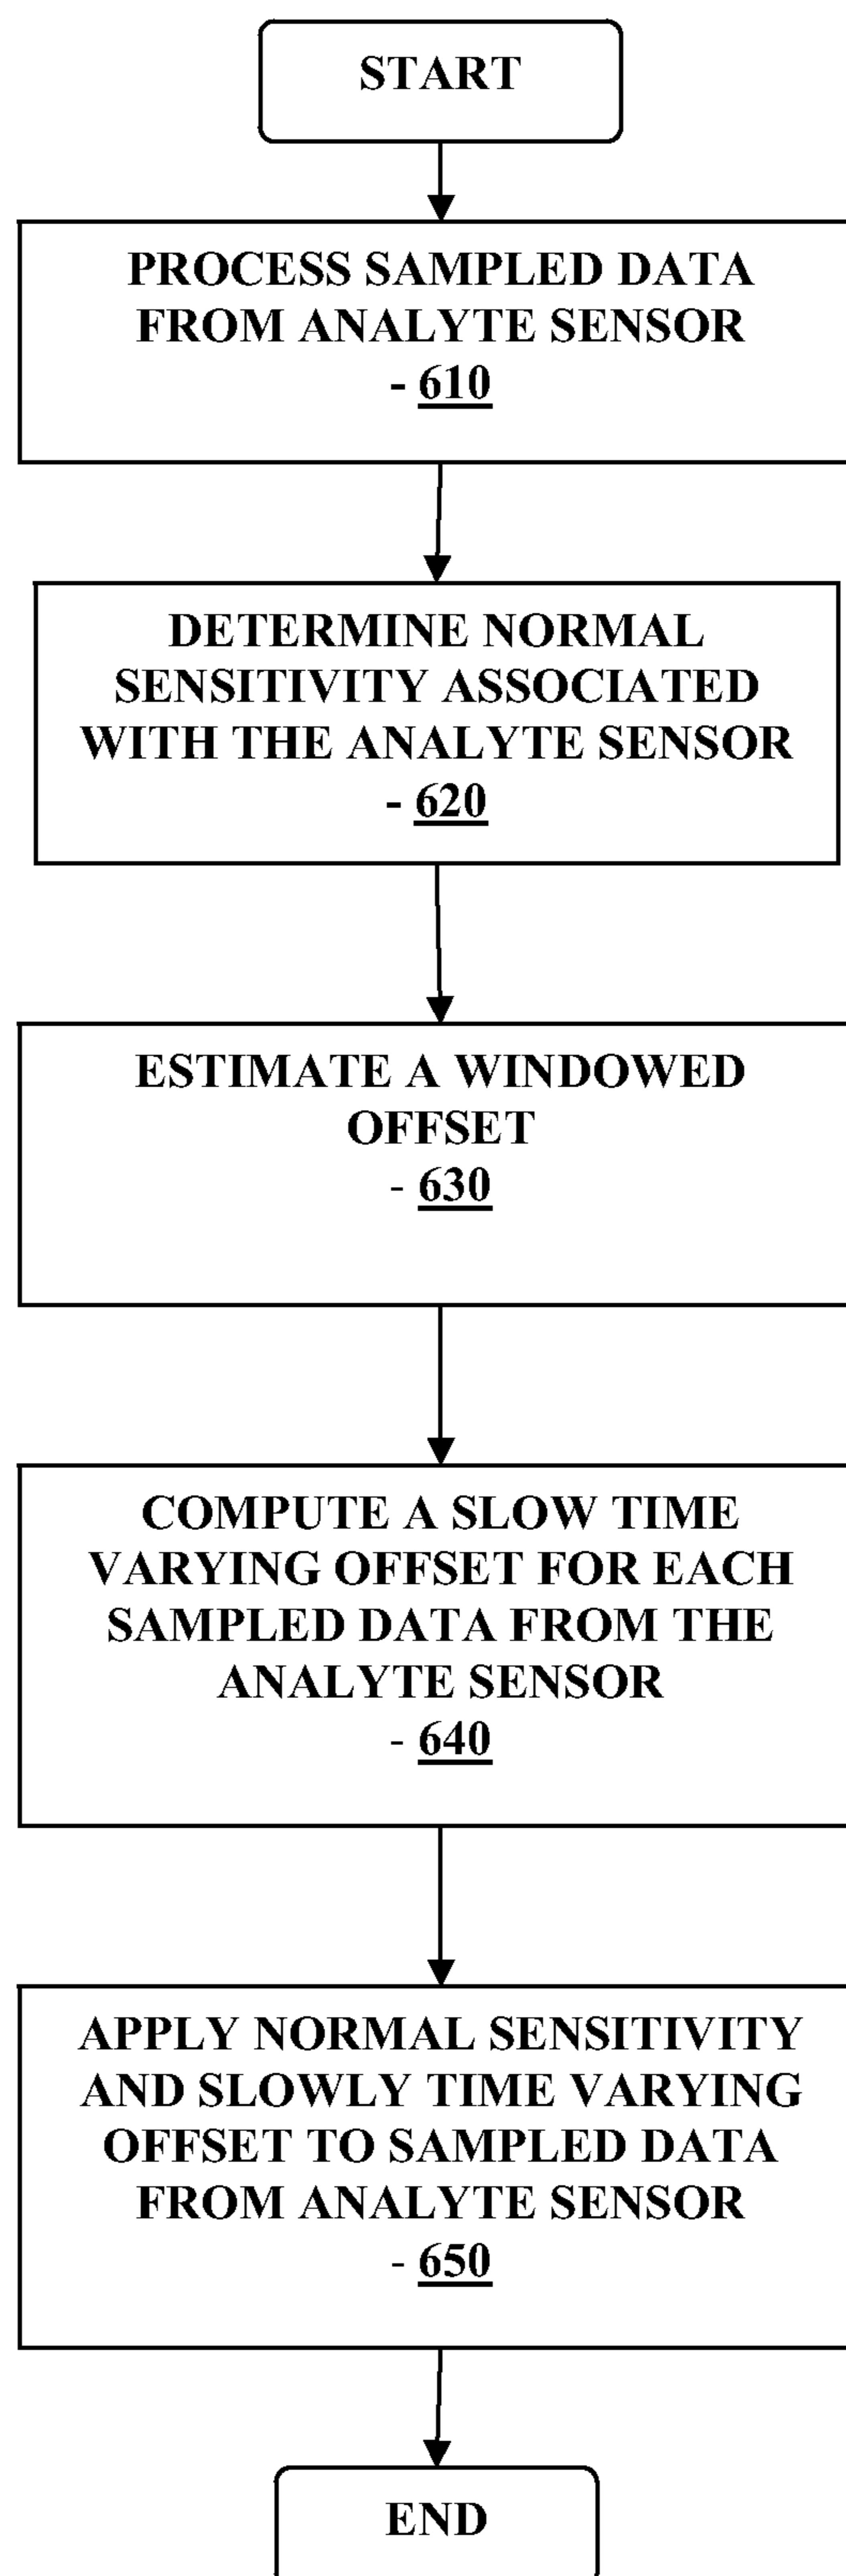 START
PROCESS SAMPLED DATA
FROM ANALYTE SENSOR
- 610
DETERMINE NORMAL
SENSITIVITY ASSOCIATED
WITH THE ANALYTE SENSOR
- 620
ESTIMATE A WINDOWED
OFFSET
- 630
COMPUTE A SLOW TIME
VARYING OFFSET FOR EACH
SAMPLED DATA FROM THE
ANALYTE SENSOR
- 640
APPLY NORMAL SENSITIVITY
AND SLOWLY TIME VARYING
OFFSET TO SAMPLED DATA
FROM ANALYTE SENSOR
- 650
END